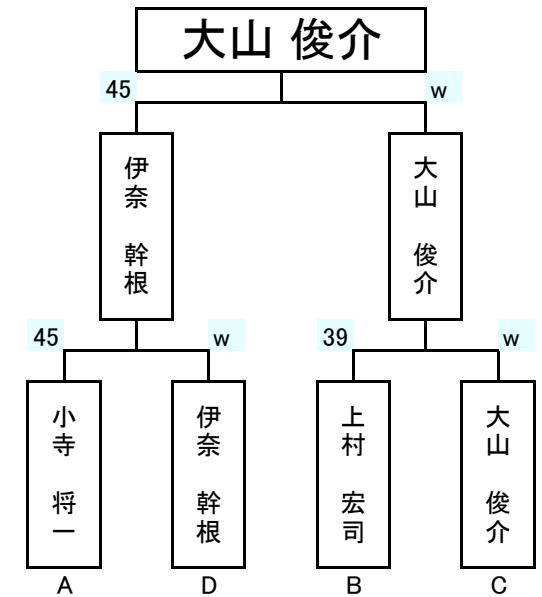 大山 俊介
45 w
伊奈 幹根
大山 俊介
45 w
39 w
小寺 将一
伊奈 幹根
上村 宏司
大山 俊介
A D B C